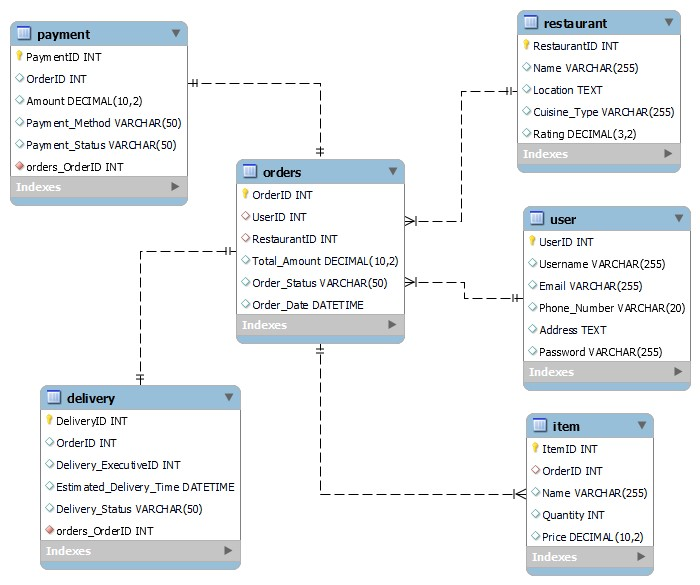 payment
PaymentID INT
OrderID INT
Amount DECIMAL(10,2)
Payment_Method VARCHAR(50)
Payment_Status VARCHAR(50)
orders_OrderID INT
Indexes
restaurant
RestaurantID INT
Name VARCHAR(255)
Location TEXT
Cuisine_Type VARCHAR(255)
Rating DECIMAL(3,2)
Indexes
orders
OrderID INT
UserID INT
RestaurantID INT
Total_Amount DECIMAL(10,2)
Order_Status VARCHAR(50)
Order_Date DATETIME
Indexes
user
UserID INT
Username VARCHAR(255)
Email VARCHAR(255)
Phone_Number VARCHAR(20)
Address TEXT
Password VARCHAR(255)
Indexes
delivery
DeliveryID INT
OrderID INT
Delivery_ExecutiveID INT
Estimated_Delivery_Time DATETIME
Delivery_Status VARCHAR(50)
orders_OrderID INT
Indexes
item
ItemID INT
OrderID INT
Name VARCHAR(255)
Quantity INT
Price DECIMAL(10,2)
Indexes